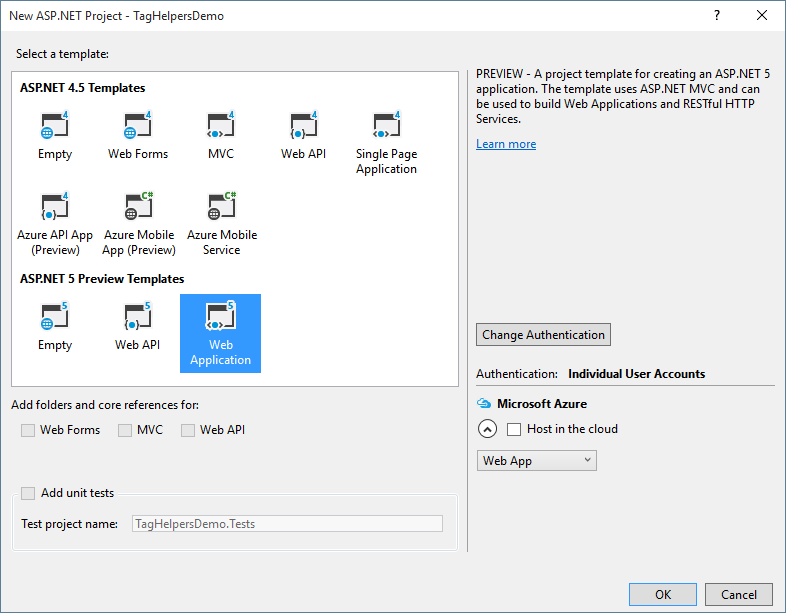 New ASP.NET Project - TagHelpersDemo
?
Select a template:
ASP.NET 4.5 Templates
4 4 4 4 4
Empty Web Forms MVC Web API Single Page
Application
4 C# C#
Azure API App Azure Mobile Azure Mobile
(Preview) App (Preview) Service
ASP.NET 5 Preview Templates
5 5 5
Empty Web API Web
Application
PREVIEW - A project template for creating an ASP.NET 5
application. The template uses ASP.NET MVC and can
be used to build Web Applications and RESTful HTTP
Services.
Learn more
Change Authentication
Authentication: Individual User Accounts
Microsoft Azure
Host in the cloud
Web App
Add folders and core references for:
Web Forms MVC Web API
Add unit tests
Test project name: TagHelpersDemo.Tests
OK Cancel